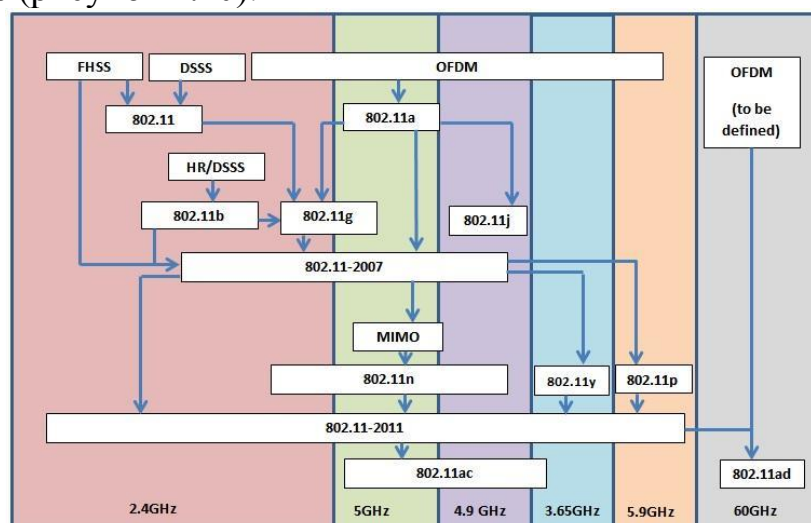 FHSS
DSSS
OFDM
OFDM
(to be
defined)
802.11
802.11a
HR/DSSS
802.11b
802.11g
802.11j
802.11-2007
MIMO
802.11n
802.11y
802.11p
802.11-2011
802.11ac
802.11ad
2.4GHz
5GHz
4.9 GHz
3.65GHz
5.9GHz
60GHz